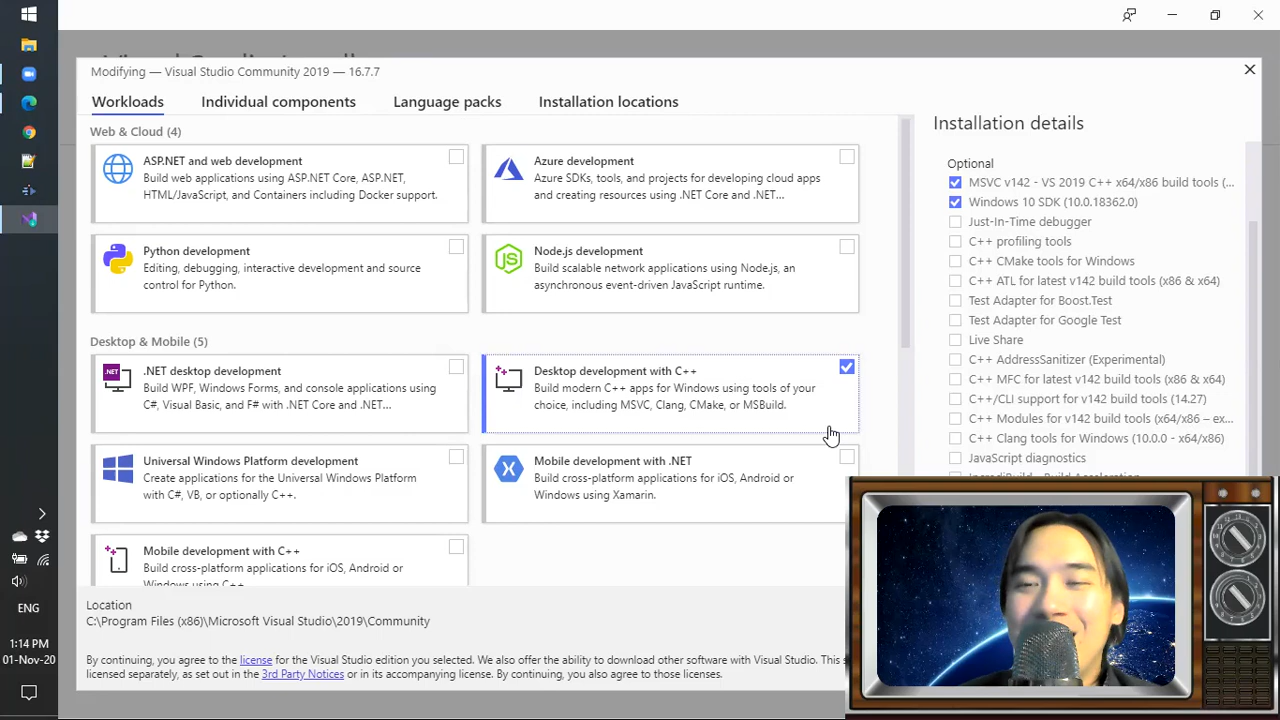 Modifying — Visual Studio Community 2019 — 16.7.7
Workloads
Individual components
Language packs
Installation locations
Web & Cloud (4)
ASP.NET and web development
Build web applications using ASP.NET Core, ASP.NET,
HTML/JavaScript, and Containers including Docker support.
Azure development
Azure SDKs, tools, and projects for developing cloud apps
and creating resources using .NET Core and .NET...
Python development
Editing, debugging, interactive development and source
control for Python.
Node.js development
Build scalable network applications using Node.js, an
asynchronous event-driven JavaScript runtime.
Desktop & Mobile (5)
.NET desktop development
Build WPF, Windows Forms, and console applications using
C#, Visual Basic, and F# with .NET Core and .NET...
Desktop development with C++
Build modern C++ apps for Windows using tools of your
choice, including MSVC, Clang, CMake, or MSBuild.
Universal Windows Platform development
Create applications for the Universal Windows Platform
with C#, VB, or optionally C++.
Mobile development with .NET
Build cross-platform applications for iOS, Android or
Windows using Xamarin.
Mobile development with C++
Build cross-platform applications for iOS, Android or
Windows using C++
Location
C:\Program Files (x86)\Microsoft Visual Studio\2019\Community
By continuing, you agree to the license for the Visual Studio edition you selected. We also ability to download other software with Visual Studio. This s
licensed separately, as set out in the 3rd Party Notices or in its accompanying license. By you to those licenses.
Installation details
Optional
MSVC v142 - VS 2019 C++ x64/x86 build tools (...
Windows 10 SDK (10.0.18362.0)
Just-In-Time debugger
C++ profiling tools
C++ CMake tools for Windows
C++ ATL for latest v142 build tools (x86 & x64)
Test Adapter for Boost.Test
Test Adapter for Google Test
Live Share
C++ AddressSanitizer (Experimental)
C++ MFC for latest v142 build tools (x86 & x64)
C++/CLI support for v142 build tools (14.27)
C++ Modules for v142 build tools (x64/x86 – ex...
C++ Clang tools for Windows (10.0.0 - x64/x86)
JavaScript diagnostics
IncrediBuild - Build Acceleration
ENG
1:14 PM
01-Nov-20